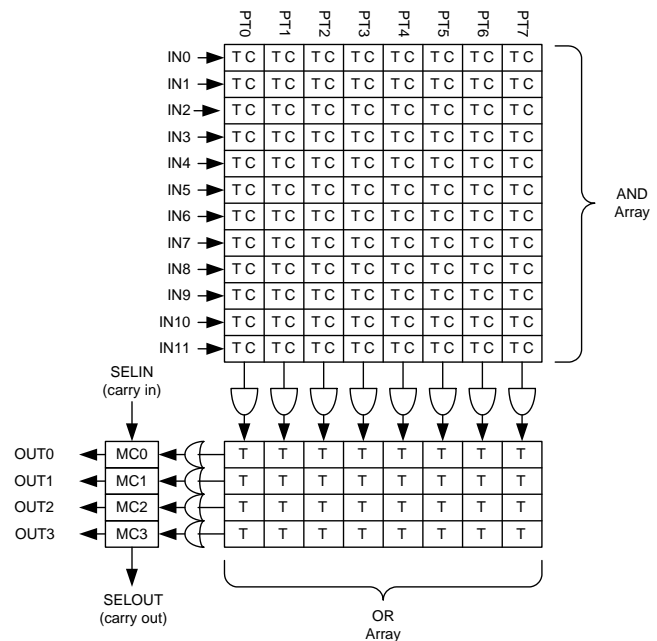 PT0 PT1 PT2 PT3 PT4 PT5 PT6 PT7
IN0 T C T C T C T C T C T C T C T C
IN1 T C T C T C T C T C T C T C T C
IN2 T C T C T C T C T C T C T C T C
IN3 T C T C T C T C T C T C T C T C
IN4 T C T C T C T C T C T C T C T C
IN5 T C T C T C T C T C T C T C T C
IN6 T C T C T C T C T C T C T C T C
IN7 T C T C T C T C T C T C T C T C
IN8 T C T C T C T C T C T C T C T C
IN9 T C T C T C T C T C T C T C T C
IN10 T C T C T C T C T C T C T C T C
IN11 T C T C T C T C T C T C T C T C
AND
Array
SELIN
(carry in)
OUT0 MC0 T T T T T T T T
OUT1 MC1 T T T T T T T T
OUT2 MC2 T T T T T T T T
OUT3 MC3 T T T T T T T T
SELOUT
(carry out)
OR
Array